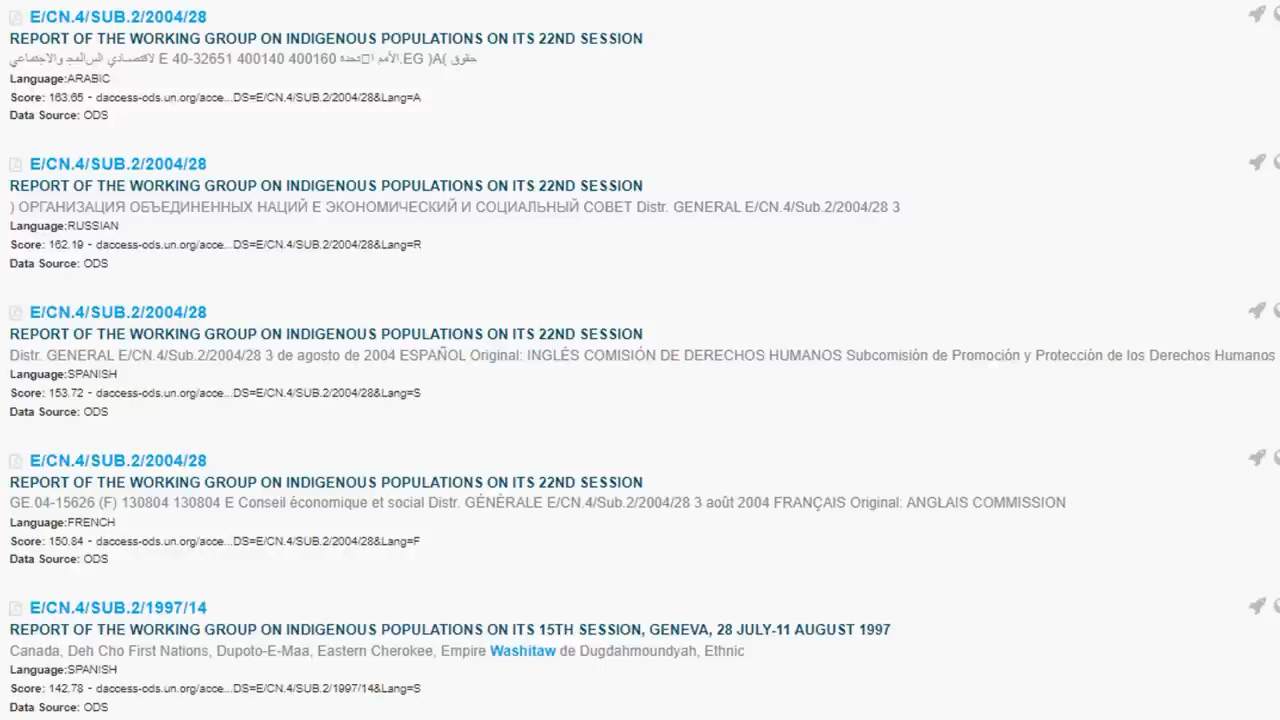 E/CN.4/SUB.2/2004/28
REPORT OF THE WORKING GROUP ON INDIGENOUS POPULATIONS ON ITS 22ND SESSION
E 40-32651 400140 400160 .EG )A( حقوق
Language:ARABIC
Score: 163.65 - daccess-ods.un.org/acce...DS=E/CN.4/SUB.2/2004/28&Lang=A
Data Source: ODS
E/CN.4/SUB.2/2004/28
REPORT OF THE WORKING GROUP ON INDIGENOUS POPULATIONS ON ITS 22ND SESSION
) ОРГАНИЗАЦИЯ ОБЪЕДИНЕННЫХ НАЦИЙ E ЭКОНОМИЧЕСКИЙ И СОЦИАЛЬНЫЙ СОВЕТ Distr. GENERAL E/CN.4/Sub.2/2004/28 3
Language:RUSSIAN
Score: 162.19 - daccess-ods.un.org/acce...DS=E/CN.4/SUB.2/2004/28&Lang=R
Data Source: ODS
E/CN.4/SUB.2/2004/28
REPORT OF THE WORKING GROUP ON INDIGENOUS POPULATIONS ON ITS 22ND SESSION
Distr. GENERAL E/CN.4/Sub.2/2004/28 3 de agosto de 2004 ESPAÑOL Original: INGLÉS COMISIÓN DE DERECHOS HUMANOS Subcomisión de Promoción y Protección de los Derechos Humanos
Language:SPANISH
Score: 153.72 - daccess-ods.un.org/acce...DS=E/CN.4/SUB.2/2004/28&Lang=S
Data Source: ODS
E/CN.4/SUB.2/2004/28
REPORT OF THE WORKING GROUP ON INDIGENOUS POPULATIONS ON ITS 22ND SESSION
GE.04-15626 (F) 130804 130804 E Conseil économique et social Distr. GÉNÉRALE E/CN.4/Sub.2/2004/28 3 août 2004 FRANÇAIS Original: ANGLAIS COMMISSION
Language:FRENCH
Score: 150.84 - daccess-ods.un.org/acce...DS=E/CN.4/SUB.2/2004/28&Lang=F
Data Source: ODS
E/CN.4/SUB.2/1997/14
REPORT OF THE WORKING GROUP ON INDIGENOUS POPULATIONS ON ITS 15TH SESSION, GENEVA, 28 JULY-11 AUGUST 1997
Canada, Deh Cho First Nations, Dupoto-E-Maa, Eastern Cherokee, Empire Washitaw de Dugdahmoundyah, Ethnic
Language:SPANISH
Score: 142.78 - daccess-ods.un.org/acce...DS=E/CN.4/SUB.2/1997/14&Lang=S
Data Source: ODS